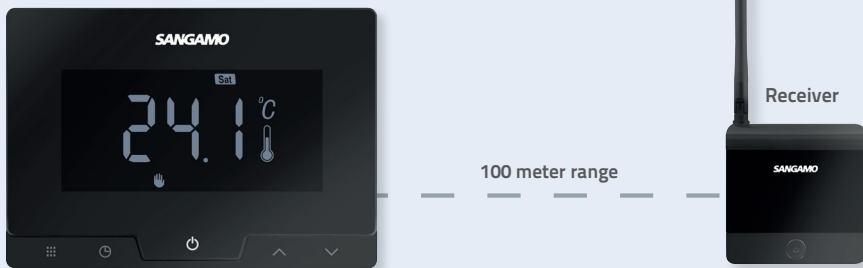 SANGAMO
Sat
24.1°C
100 meter range
Receiver
SANGAMO